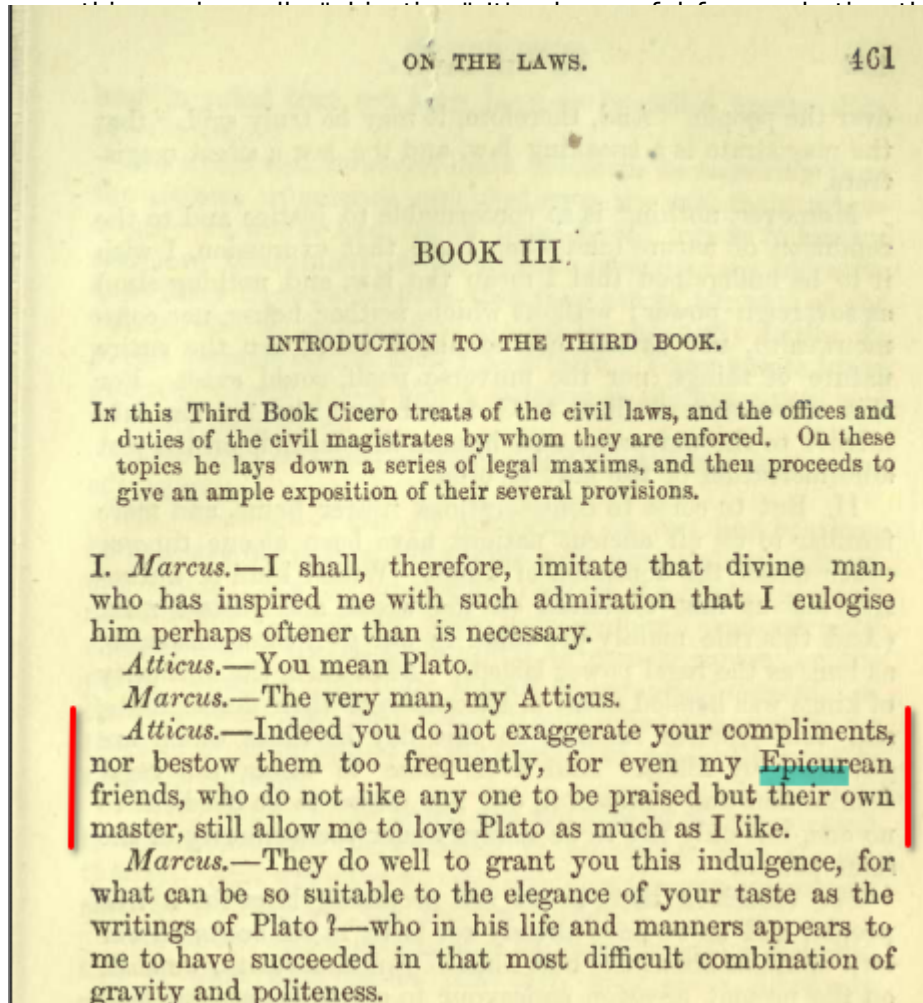 ON THE LAWS. 461
BOOK III.
INTRODUCTION TO THE THIRD BOOK.
IN this Third Book Cicero treats of the civil laws, and the offices and
duties of the civil magistrates by whom they are enforced. On these
topics he lays down a series of legal maxims, and then proceeds to
give an ample exposition of their several provisions.
I. Marcus.—I shall, therefore, imitate that divine man,
who has inspired me with such admiration that I eulogise
him perhaps oftener than is necessary.
Atticus.—You mean Plato.
Marcus.—The very man, my Atticus.
Atticus.—Indeed you do not exaggerate your compliments,
nor bestow them too frequently, for even my Epicurean
friends, who do not like any one to be praised but their own
master, still allow me to love Plato as much as I like.
Marcus.—They do well to grant you this indulgence, for
what can be so suitable to the elegance of your taste as the
writings of Plato?—who in his life and manners appears to
me to have succeeded in that most difficult combination of
gravity and politeness.